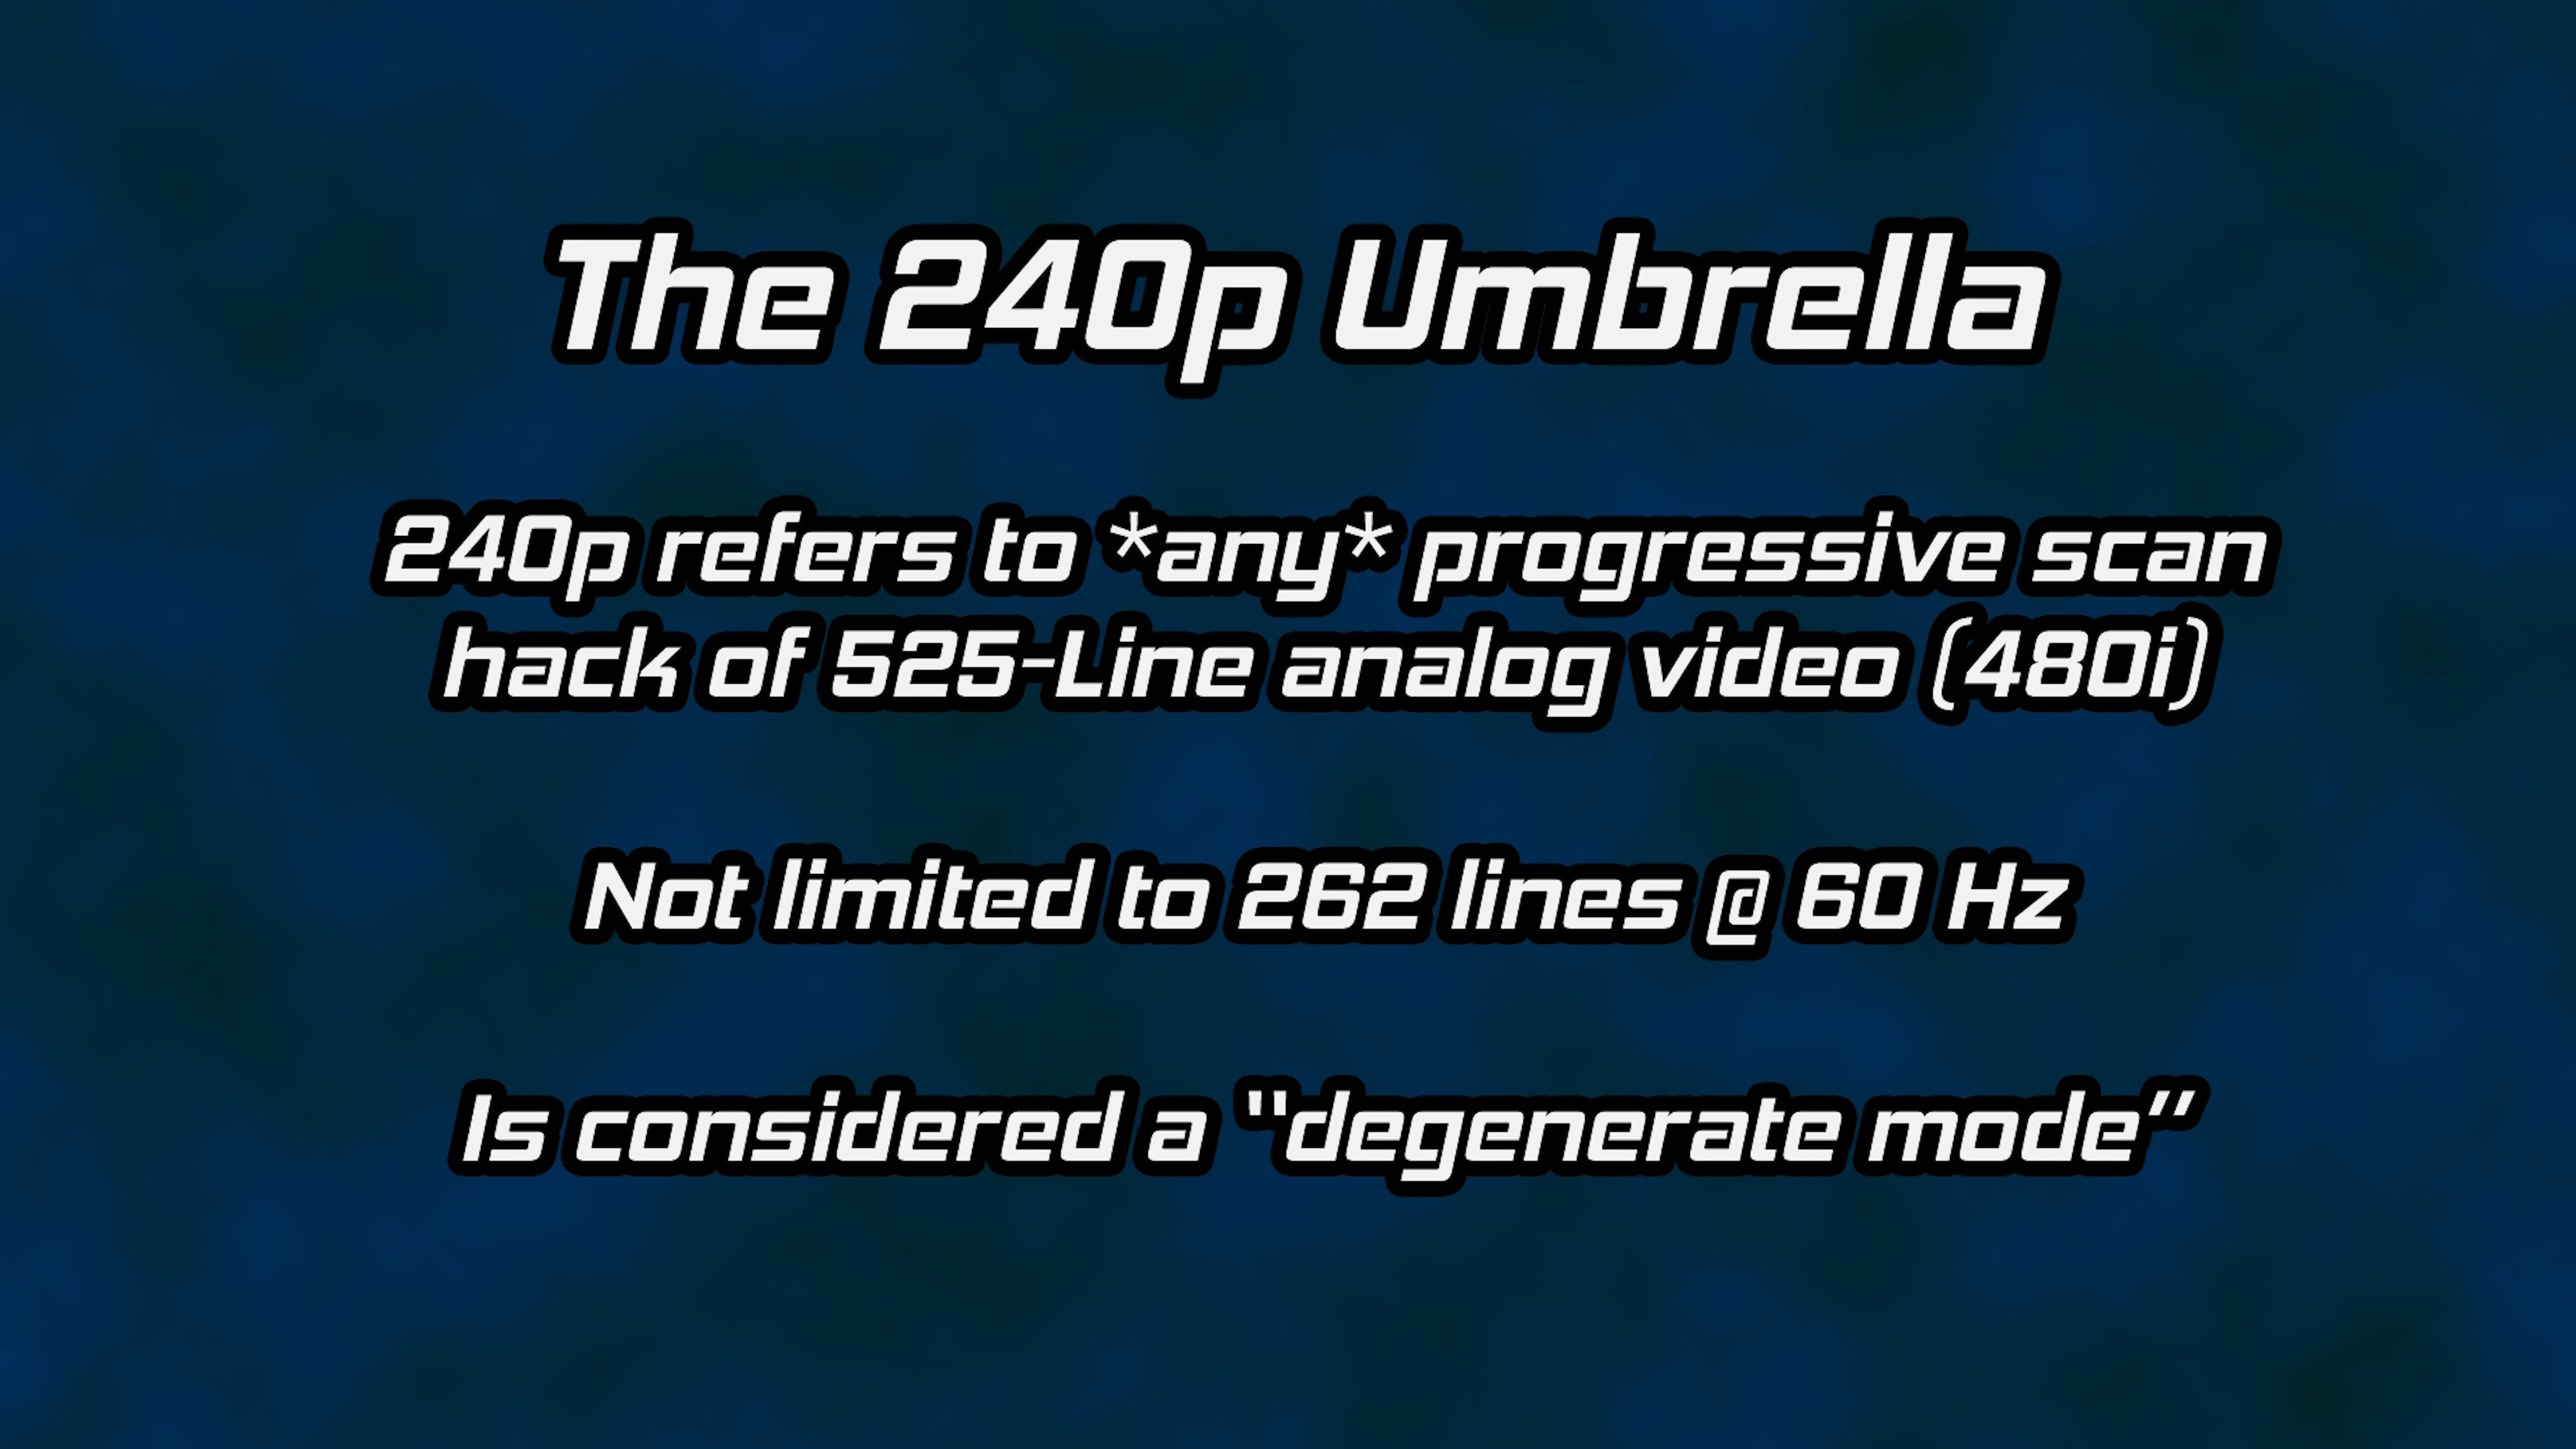 The 240p Umbrella
240p refers to *any* progressive scan
hack of 525-Line analog video (480i)
Not limited to 262 lines @ 60 Hz
Is considered a “degenerate mode”